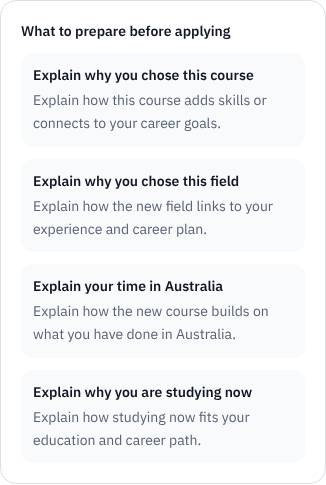 What to prepare before applying
Explain why you chose this course
Explain how this course adds skills or
connects to your career goals.
Explain why you chose this field
Explain how the new field links to your
experience and career plan.
Explain your time in Australia
Explain how the new course builds on
what you have done in Australia.
Explain why you are studying now
Explain how studying now fits your
education and career path.